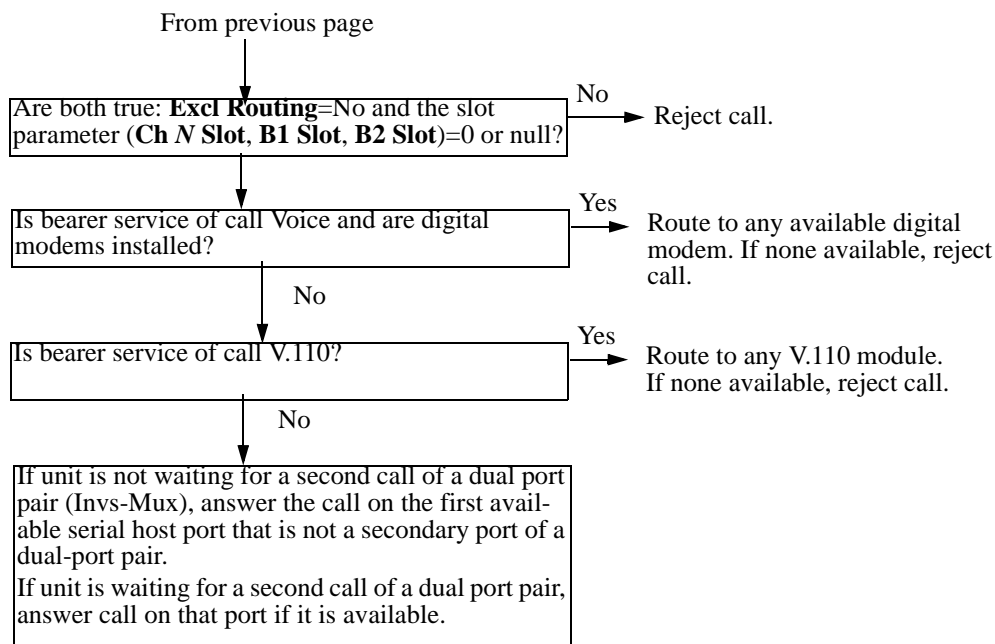 From previous page
Are both true: Excl Routing=No and the slot
parameter (Ch N Slot, B1 Slot, B2 Slot)=0 or null?
No
Reject call.
Is bearer service of call Voice and are digital
modems installed?
Yes
Route to any available digital
modem. If none available, reject
call.
No
Is bearer service of call V.110?
Yes
Route to any V.110 module.
If none available, reject call.
No
If unit is not waiting for a second call of a dual port
pair (Invs-Mux), answer the call on the first avail-
able serial host port that is not a secondary port of a
dual-port pair.
If unit is waiting for a second call of a dual port pair,
answer call on that port if it is available.